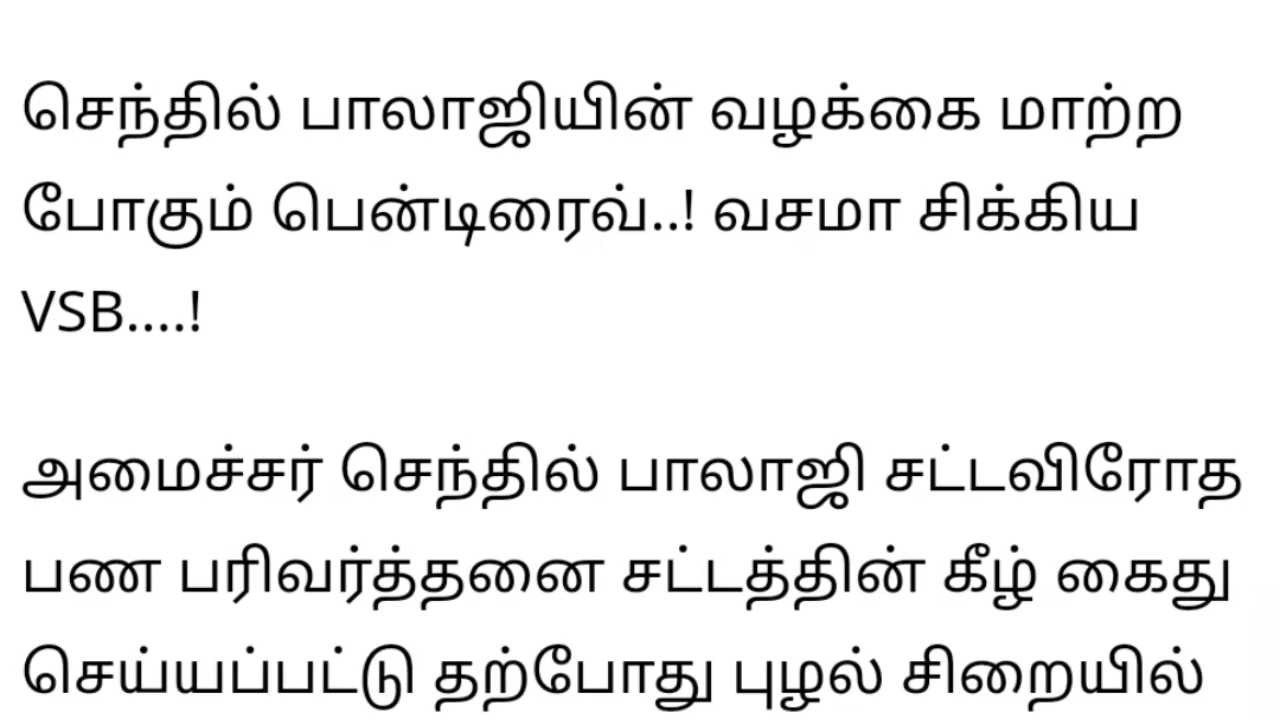 செந்தில் பாலாஜியின் வழக்கை மாற்ற
போகும் பென்டிரைவ்..! வசமா சிக்கிய
VSB....!
அமைச்சர் செந்தில் பாலாஜி சட்டவிரோத
பண பரிவர்த்தனை சட்டத்தின் கீழ் கைது
செய்யப்பட்டு தற்போது புழல் சிறையில்